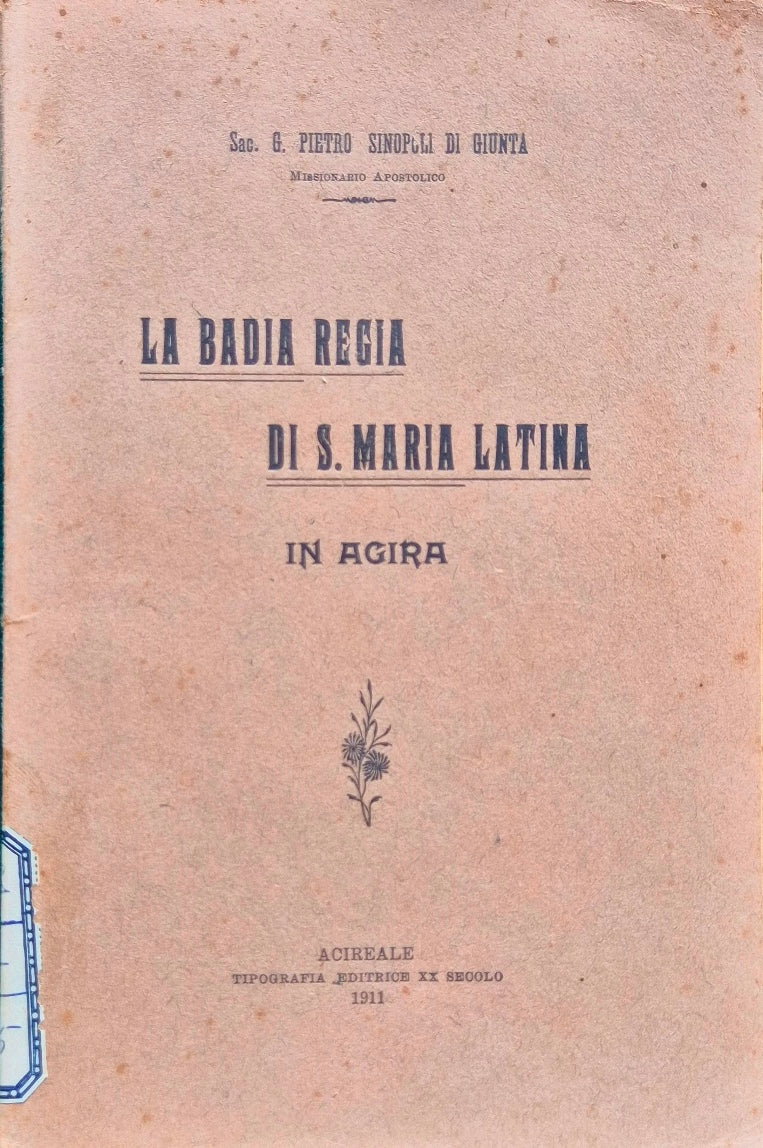 Sac. G. PIETRO SINOPOLI DI GIUNTA
MISSIONARIO APOSTOLICO
LA BADIA REGIA
DI S. MARIA LATINA
IN AGIRA
ACIREALE
TIPOGRAFIA EDITRICE XX SECOLO
1911